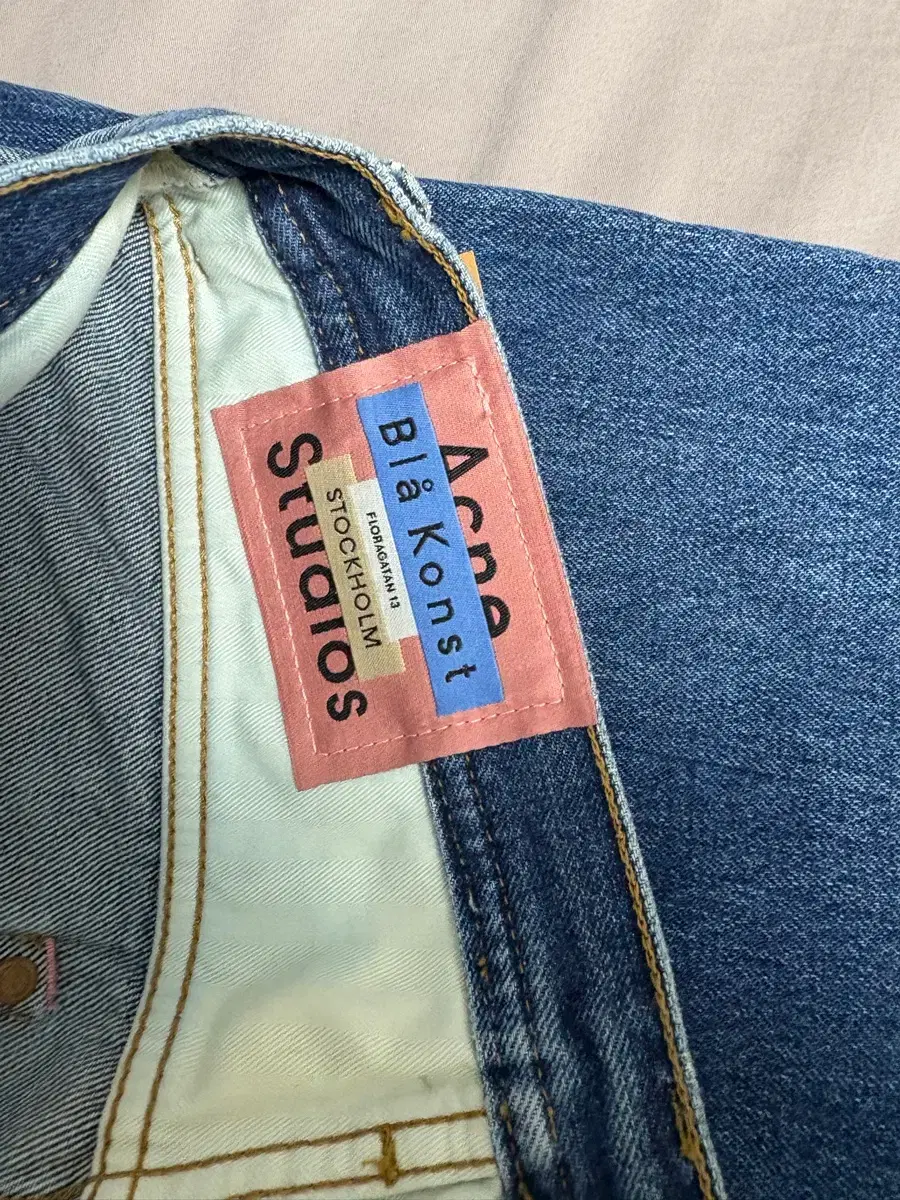 Acne
Blå Konst
FLORAGATAN 13
STOCKHOLM
Studios